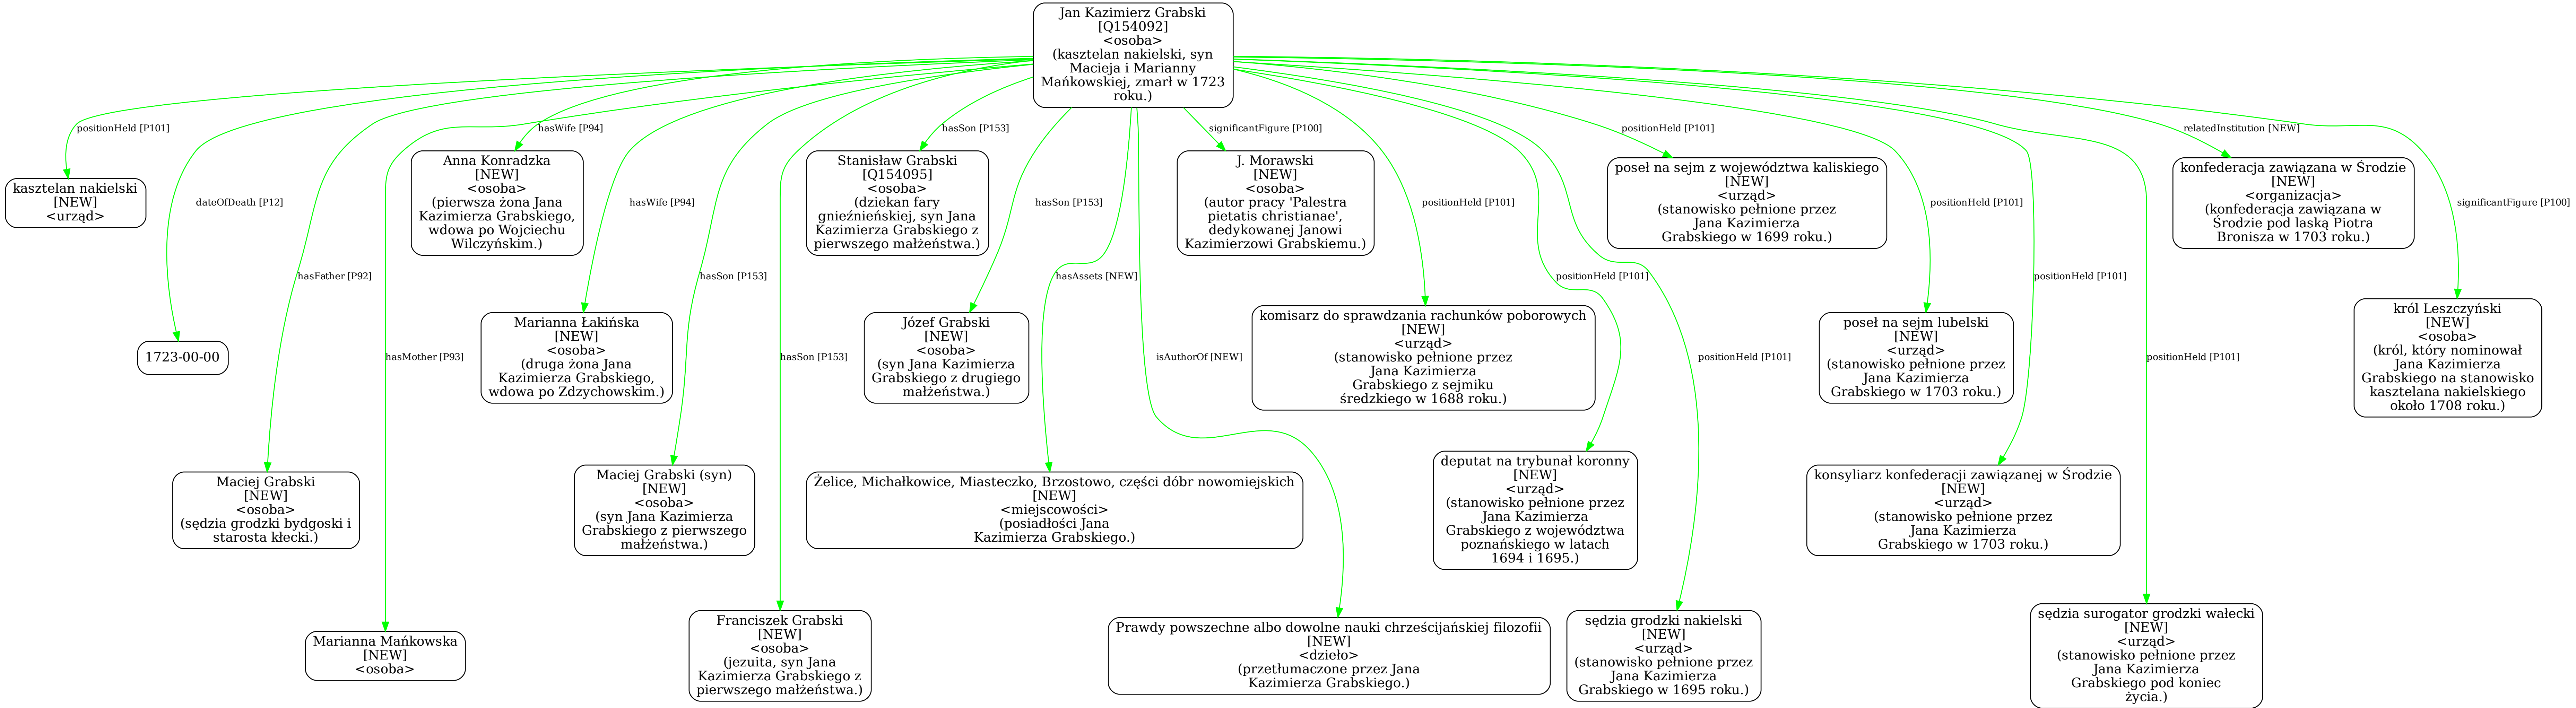 Jan Kazimierz Grabski
[Q154092]
<osoba>
(kasztelan nakielski, syn
Macieja i Marianny
Mańkowskiej, zmarł w 1723
roku.)
positionHeld [P101]
hasWife [P94]
hasSon [P153]
significantFigure [P100]
positionHeld [P101]
relatedInstitution [NEW]
kasztelan nakielski
[NEW]
<urząd>
Anna Konradzka
[NEW]
<osoba>
(pierwsza żona Jana
Kazimierza Grabskiego,
wdowa po Wojciechu
Wilczyńskim.)
Stanisław Grabski
[Q154095]
<osoba>
(dziekan fary
gnieźnieńskiej, syn Jana
Kazimierza Grabskiego z
pierwszego małżeństwa.)
J. Morawski
[NEW]
<osoba>
(autor pracy 'Palestra
pietatis christianae',
dedykowanej Janowi
Kazimierzowi Grabskiemu.)
poseł na sejm z województwa kaliskiego
[NEW]
<urząd>
(stanowisko pełnione przez
Jana Kazimierza
Grabskiego w 1699 roku.)
konfederacja zawiązana w Środzie
[NEW]
<organizacja>
(konfederacja zawiązana w
Środzie pod laską Piotra
Bronisza w 1703 roku.)
dateOfDeath [P12]
hasWife [P94]
hasSon [P153]
positionHeld [P101]
positionHeld [P101]
significantFigure [P100]
hasFather [P92]
hasSon [P153]
hasAssets [NEW]
positionHeld [P101]
positionHeld [P101]
1723-00-00
Marianna Łakińska
[NEW]
<osoba>
(druga żona Jana
Kazimierza Grabskiego,
wdowa po Zdzychowskim.)
Józef Grabski
[NEW]
<osoba>
(syn Jana Kazimierza
Grabskiego z drugiego
małżeństwa.)
komisarz do sprawdzania rachunków poborowych
[NEW]
<urząd>
(stanowisko pełnione przez
Jana Kazimierza
Grabskiego z sejmiku
średzkiego w 1688 roku.)
poseł na sejm lubelski
[NEW]
<urząd>
(stanowisko pełnione przez
Jana Kazimierza
Grabskiego w 1703 roku.)
król Leszczyński
[NEW]
<osoba>
(król, który nominował
Jana Kazimierza
Grabskiego na stanowisko
kasztelana nakielskiego
około 1708 roku.)
hasMother [P93]
hasSon [P153]
isAuthorOf [NEW]
positionHeld [P101]
positionHeld [P101]
Maciej Grabski
[NEW]
<osoba>
(sędzia grodzki bydgoski i
starosta kłecki.)
Maciej Grabski (syn)
[NEW]
<osoba>
(syn Jana Kazimierza
Grabskiego z pierwszego
małżeństwa.)
Żelice, Michałkowice, Miasteczko, Brzostowo, części dóbr nowomiejskich
[NEW]
<miejscowości>
(posiadłości Jana
Kazimierza Grabskiego.)
deputat na trybunał koronny
[NEW]
<urząd>
(stanowisko pełnione przez
Jana Kazimierza
Grabskiego z województwa
poznańskiego w latach
1694 i 1695.)
konsyliarz konfederacji zawiązanej w Środzie
[NEW]
<urząd>
(stanowisko pełnione przez
Jana Kazimierza
Grabskiego w 1703 roku.)
Marianna Mańkowska
[NEW]
<osoba>
Franciszek Grabski
[NEW]
<osoba>
(jezuita, syn Jana
Kazimierza Grabskiego z
pierwszego małżeństwa.)
Prawdy powszechne albo dowolne nauki chrześcijańskiej filozofii
[NEW]
<dzieło>
(przetłumaczone przez Jana
Kazimierza Grabskiego.)
sędzia grodzki nakielski
[NEW]
<urząd>
(stanowisko pełnione przez
Jana Kazimierza
Grabskiego w 1695 roku.)
sędzia surogator grodzki wałecki
[NEW]
<urząd>
(stanowisko pełnione przez
Jana Kazimierza
Grabskiego pod koniec
życia.)